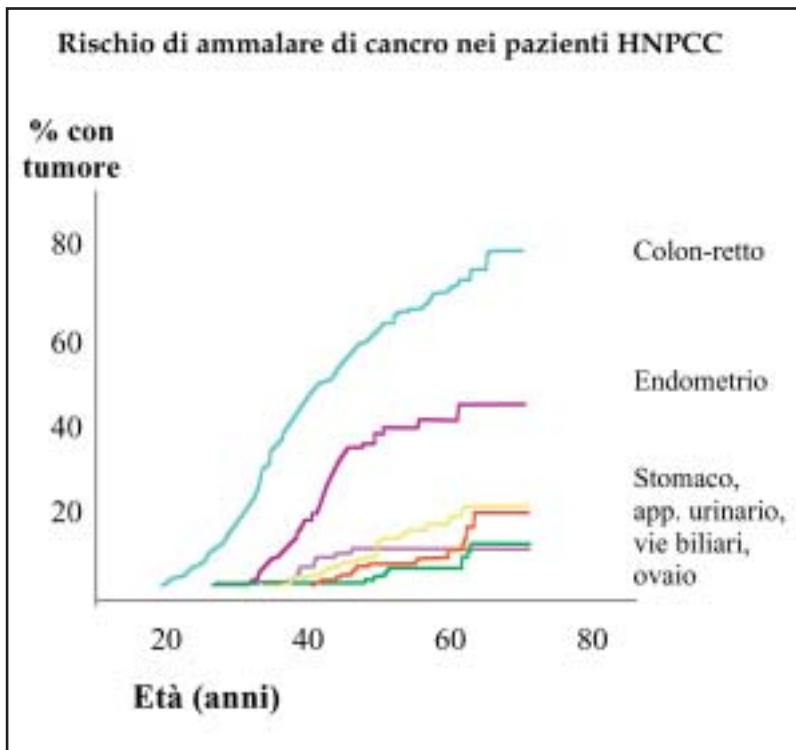 Rischio di ammalare di cancro nei pazienti HNPCC
% con
tumore
80
60
40
20
Colon-retto
Endometrio
Stomaco,
app. urinario,
vie biliari,
ovaio
20 40 60 80
Età (anni)